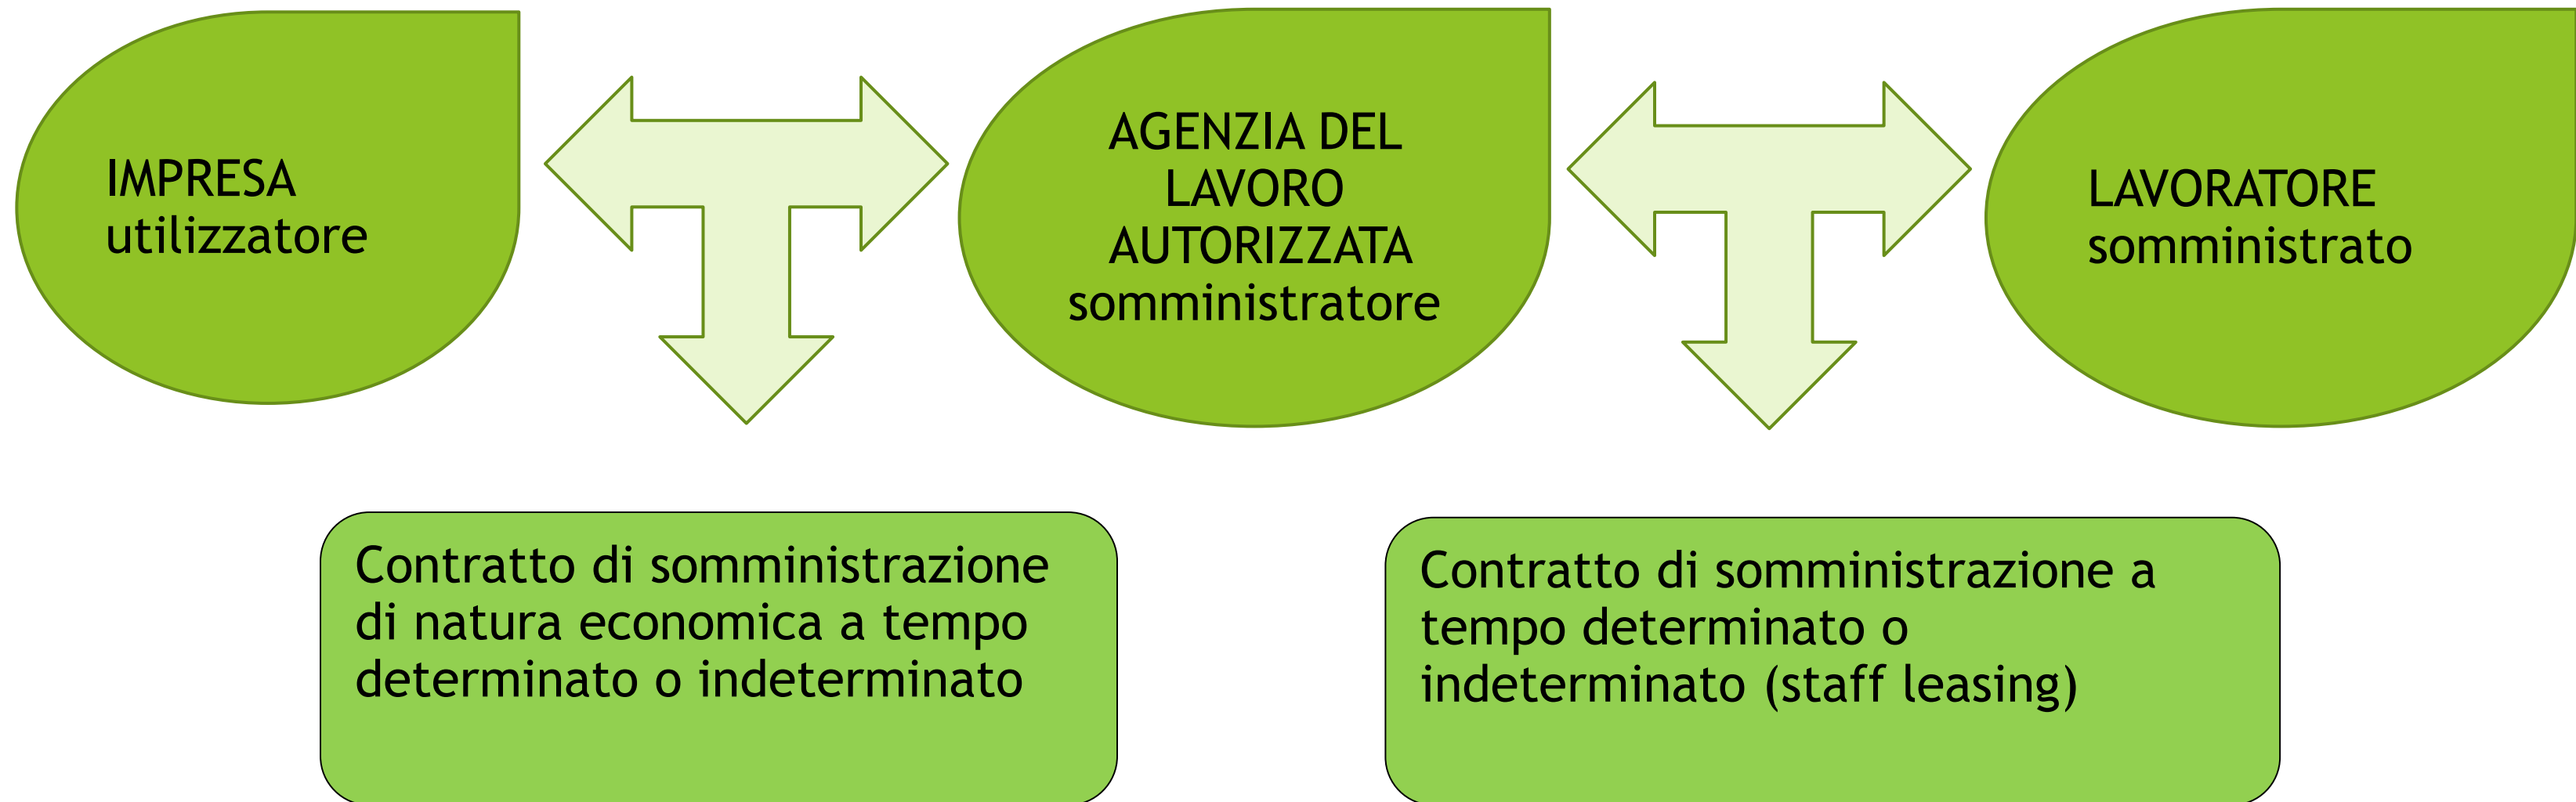 IMPRESA
utilizzatore
AGENZIA DEL
LAVORO
AUTORIZZATA
somministratore
LAVORATORE
somministrato
Contratto di somministrazione
di natura economica a tempo
determinato o indeterminato
Contratto di somministrazione a
tempo determinato o
indeterminato (staff leasing)